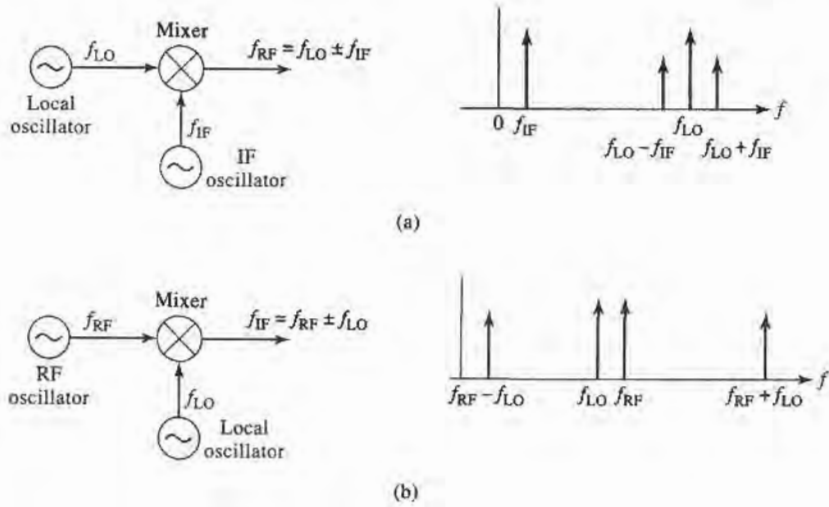 Mixer
f_LO
f_RF = f_LO ± f_IF
Local
oscillator
f_IF
IF
oscillator
0 f_IF f_LO f
f_LO – f_IF f_LO + f_IF
(a)
Mixer
f_RF
f_IF = f_RF ± f_LO
RF
oscillator
f_LO
Local
oscillator
f
f_RF – f_LO f_LO f_RF f_RF + f_LO
(b)